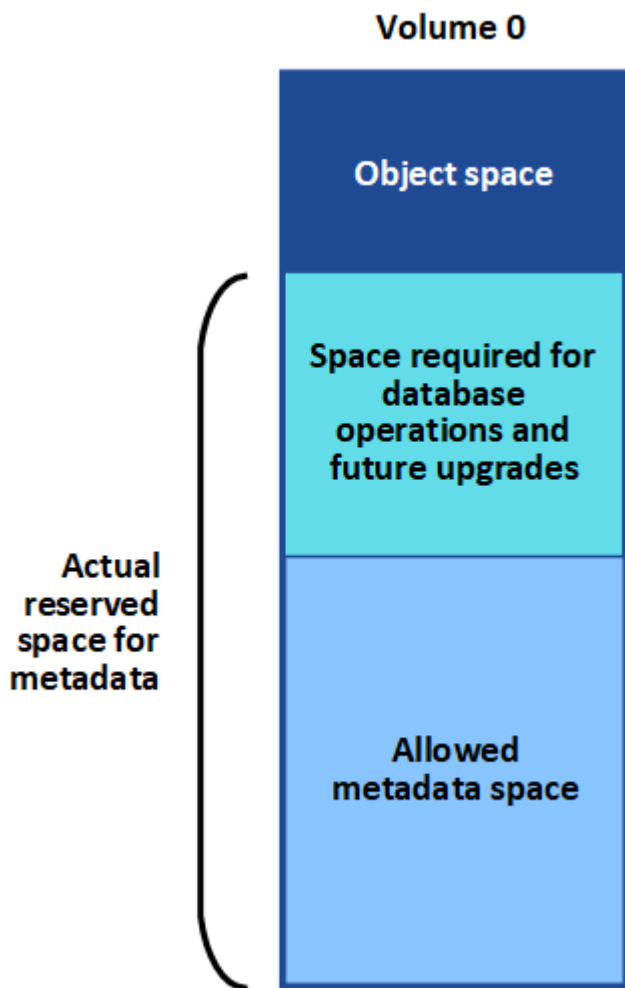 Volume 0
Object space
Space required for
database
operations and
future upgrades
Actual
reserved
space for
metadata
Allowed
metadata space